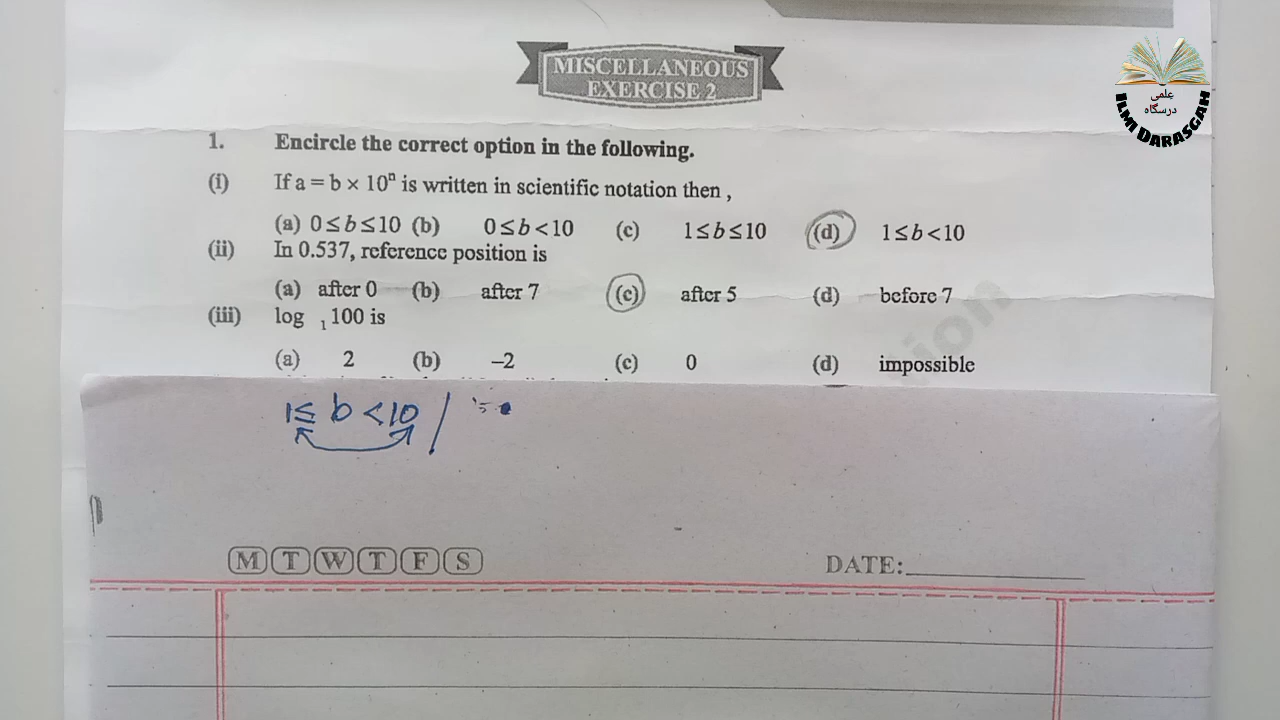 MISCELLANEOUS
EXERCISE 2
علمی
درسگاہ
ILMI DARASGAH
1. Encircle the correct option in the following.
(i) If a = b × 10ⁿ is written in scientific notation then ,
(a) 0 ≤ b ≤ 10 (b) 0 ≤ b < 10 (c) 1 ≤ b ≤ 10 (d) 1 ≤ b < 10
(ii) In 0.537, reference position is
(a) after 0 (b) after 7 (c) after 5 (d) before 7
(iii) log ₁ 100 is
(a) 2 (b) –2 (c) 0 (d) impossible
1 ≤ b < 10 /
M T W T F S DATE: